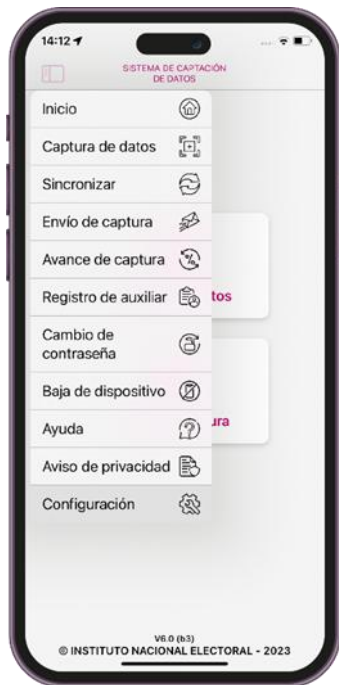 14:12
SISTEMA DE CAPTACIÓN
DE DATOS
Inicio
Captura de datos
Sincronizar
Envío de captura
Avance de captura
Registro de auxiliar
tos
Cambio de
contraseña
Baja de dispositivo
Ayuda
ura
Aviso de privacidad
Configuración
V6.0 (b3)
© INSTITUTO NACIONAL ELECTORAL - 2023